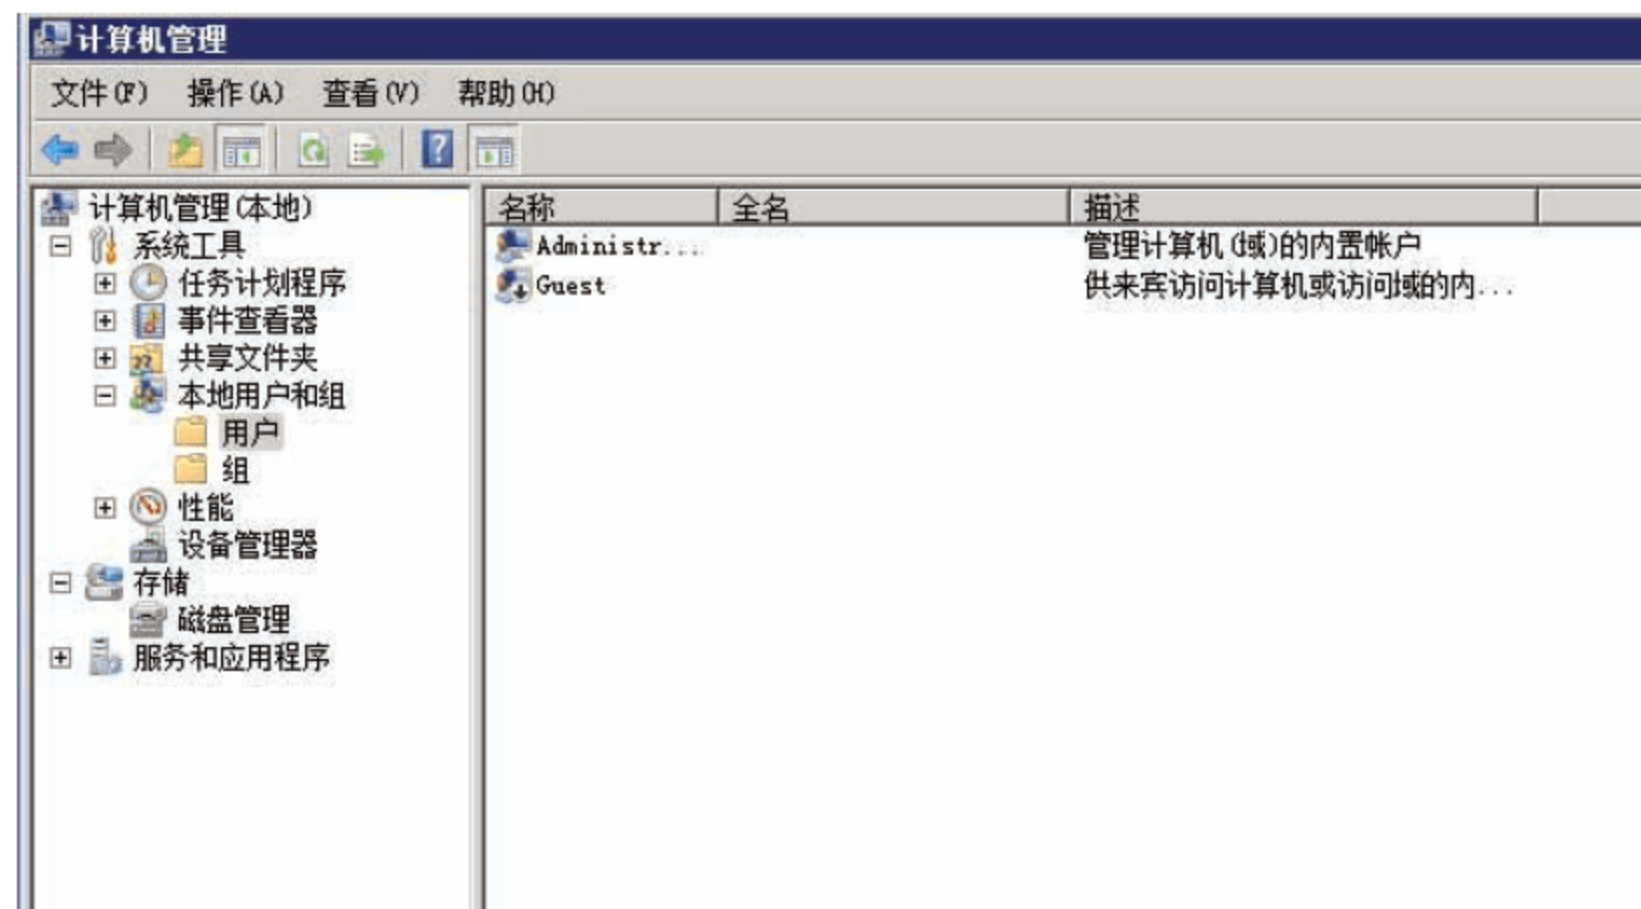 计算机管理
文件(F) 操作(A) 查看(V) 帮助(H)
计算机管理(本地)
系统工具
任务计划程序
事件查看器
共享文件夹
本地用户和组
用户
组
性能
设备管理器
存储
磁盘管理
服务和应用程序
名称 全名 描述
Administr... 管理计算机(域)的内置帐户
Guest 供来宾访问计算机或访问域的内...